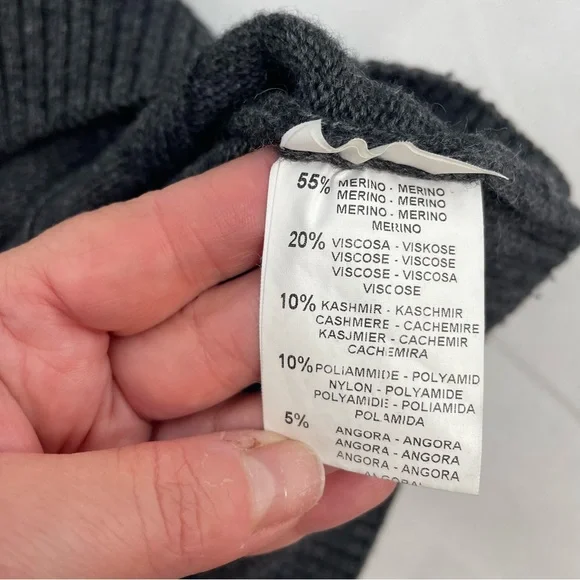 55% MERINO - MERINO -
MERINO - MERINO
MERINO - MERINO
MERINO
20% VISCOSA - VISKOSE
VISCOSE - VISCOSE
VISCOSE - VISCOSA
VISCOSE
10% KASHMIR - KASCHMIR
CASHMERE - CACHEMIRE
KASJMIER - CACHEMIR
CACHEMIRA
10% POLIAMMIDE - POLYAMID
NYLON - POLYAMIDE
POLYAMIDE - POLIAMIDA
POLAMIDA
5% ANGORA - ANGORA
ANGORA - ANGORA
ANGORA - ANGORA
ANGORA